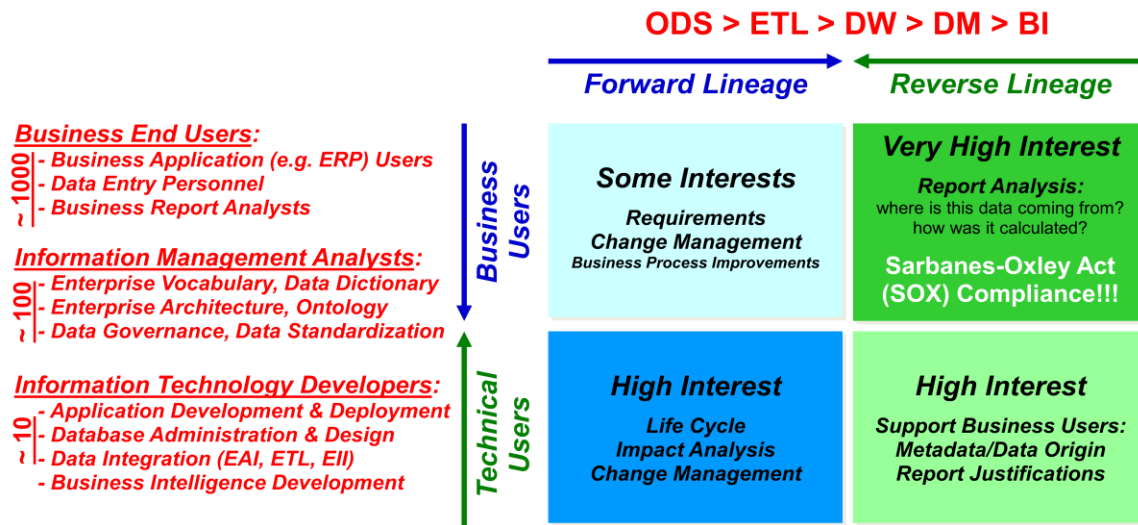 ODS > ETL > DW > DM > BI
Forward Lineage
Reverse Lineage
Business End Users:
~ 1000
- Business Application (e.g. ERP) Users
- Data Entry Personnel
- Business Report Analysts
Information Management Analysts:
~ 100
- Enterprise Vocabulary, Data Dictionary
- Enterprise Architecture, Ontology
- Data Governance, Data Standardization
Information Technology Developers:
~ 10
- Application Development & Deployment
- Database Administration & Design
- Data Integration (EAI, ETL, EII)
- Business Intelligence Development
Business
Users
Technical
Users
Some Interests
Requirements
Change Management
Business Process Improvements
Very High Interest
Report Analysis:
where is this data coming from?
how was it calculated?
Sarbanes-Oxley Act
(SOX) Compliance!!!
High Interest
Life Cycle
Impact Analysis
Change Management
High Interest
Support Business Users:
Metadata/Data Origin
Report Justifications